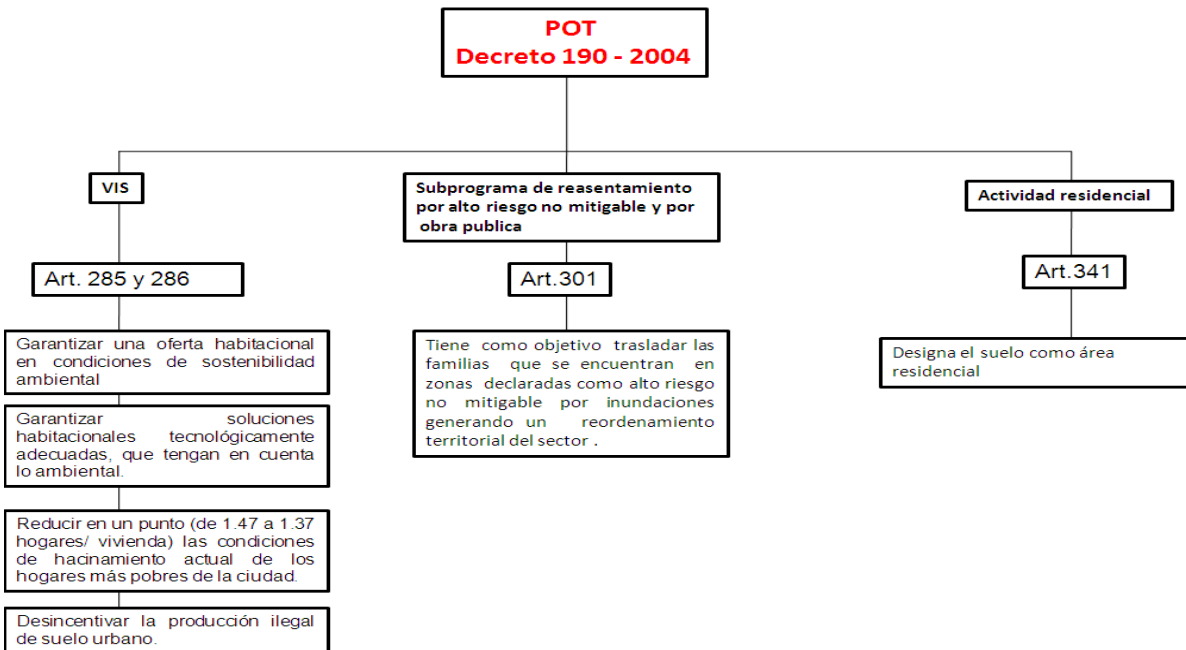 POT
Decreto 190 - 2004
VIS
Art. 285 y 286
Garantizar una oferta habitacional
en condiciones de sostenibilidad
ambiental
Garantizar soluciones
habitacionales tecnológicamente
adecuadas, que tengan en cuenta
lo ambiental.
Reducir en un punto (de 1.47 a 1.37
hogares/ vivienda) las condiciones
de hacinamiento actual de los
hogares más pobres de la ciudad.
Desincentivar la producción ilegal
de suelo urbano.
Subprograma de reasentamiento
por alto riesgo no mitigable y por
obra publica
Art.301
Tiene como objetivo trasladar las
familias que se encuentran en
zonas declaradas como alto riesgo
no mitigable por inundaciones
generando un reordenamiento
territorial del sector .
Actividad residencial
Art.341
Designa el suelo como área
residencial